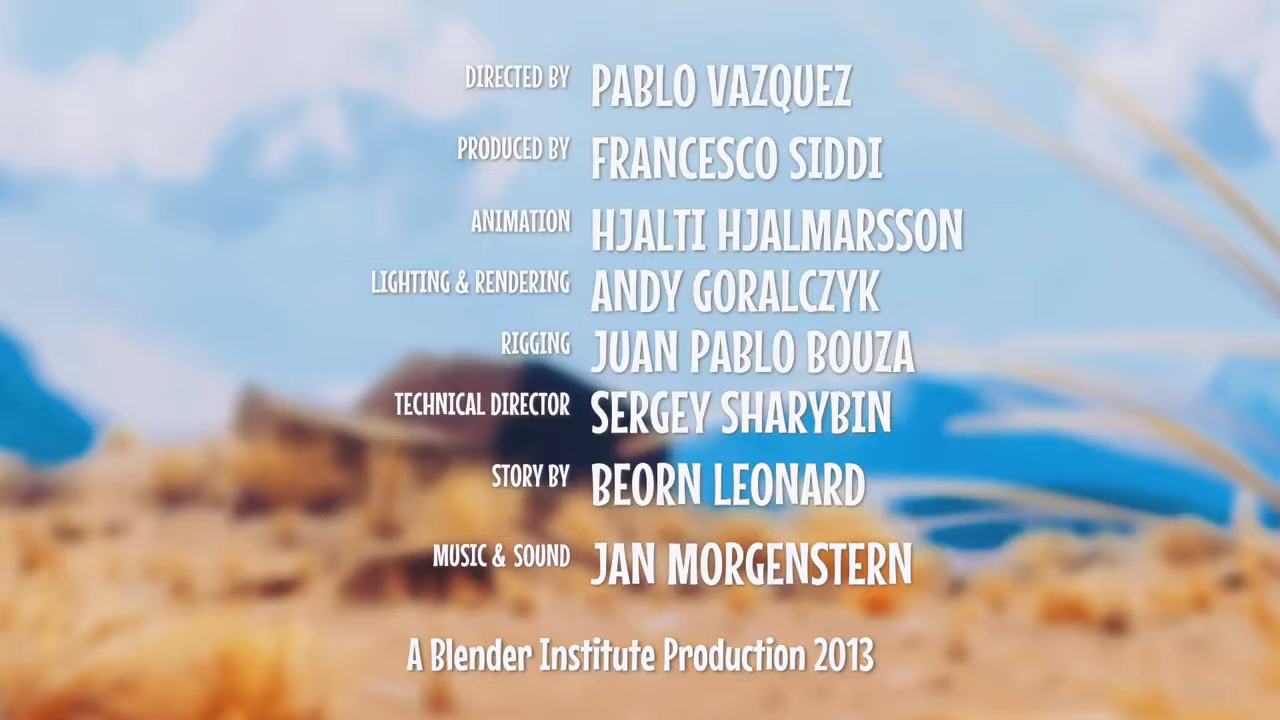 DIRECTED BY PABLO VAZQUEZ
PRODUCED BY FRANCESCO SIDDI
ANIMATION HJALTI HJALMARSSON
LIGHTING & RENDERING ANDY GORALCZYK
RIGGING JUAN PABLO BOUZA
TECHNICAL DIRECTOR SERGEY SHARYBIN
STORY BY BEORN LEONARD
MUSIC & SOUND JAN MORGENSTERN
A Blender Institute Production 2013